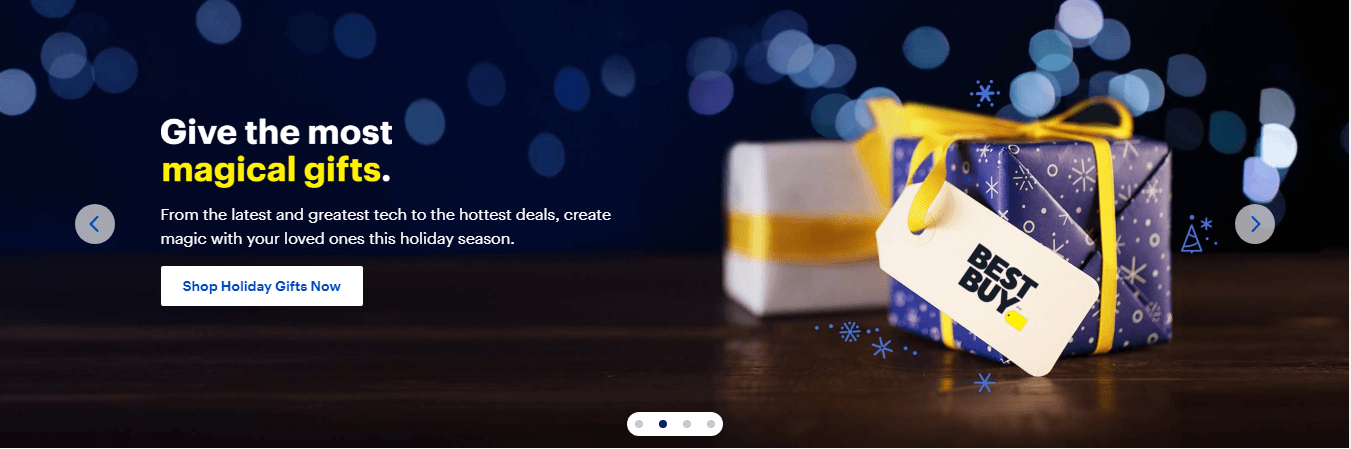 Give the most
magical gifts.
From the latest and greatest tech to the hottest deals, create
magic with your loved ones this holiday season.
Shop Holiday Gifts Now
BEST
BUY